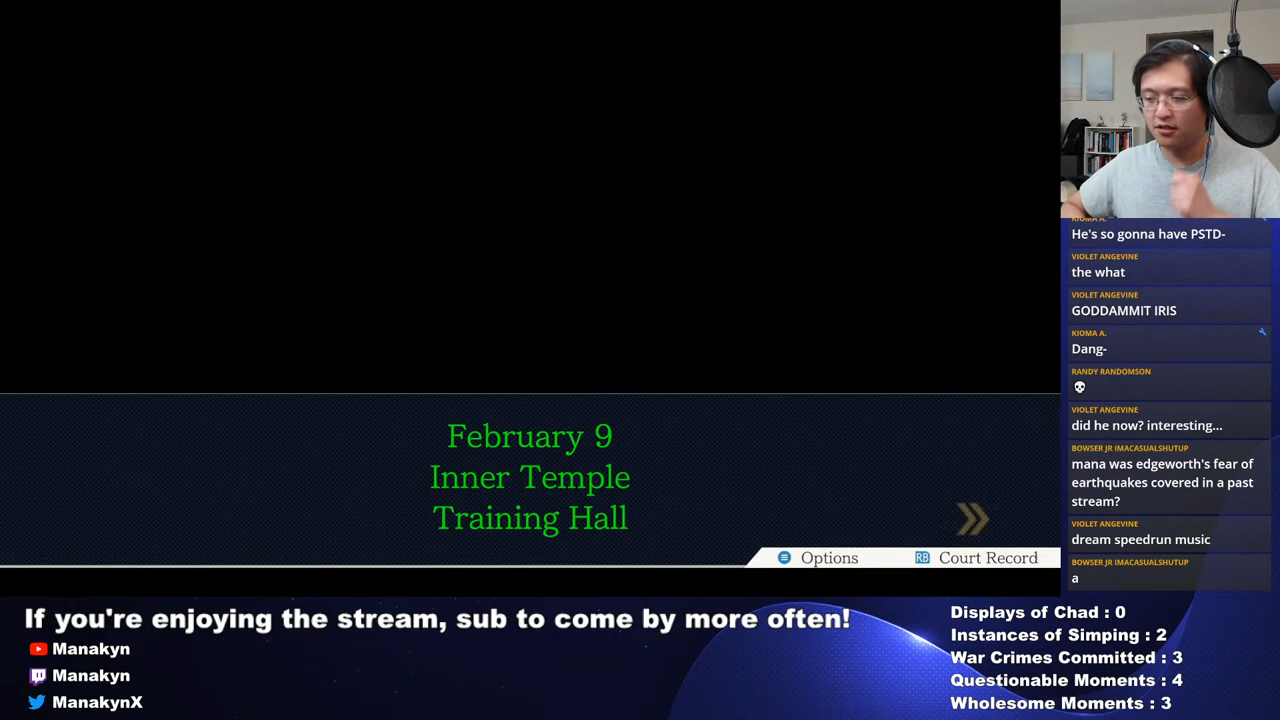 February 9
Inner Temple
Training Hall
Options
RB Court Record
KIOMA A.
He's so gonna have PSTD-
VIOLET ANGEVINE
the what
VIOLET ANGEVINE
GODDAMMIT IRIS
KIOMA A.
Dang-
RANDY RANDOMSON
VIOLET ANGEVINE
did he now? interesting...
BOWSER JR IMACASUALSHUTUP
mana was edgeworth's fear of
earthquakes covered in a past
stream?
VIOLET ANGEVINE
dream speedrun music
BOWSER JR IMACASUALSHUTUP
a
If you're enjoying the stream, sub to come by more often!
Manakyn
Manakyn
ManakynX
Displays of Chad : 0
Instances of Simping : 2
War Crimes Committed : 3
Questionable Moments : 4
Wholesome Moments : 3